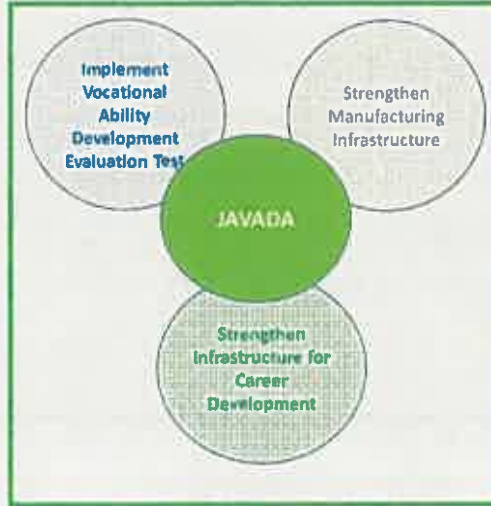 Implement
Vocational
Ability
Development
Evaluation Test
Strengthen
Manufacturing
Infrastructure
JAVADA
Strengthen
Infrastructure for
Career
Development